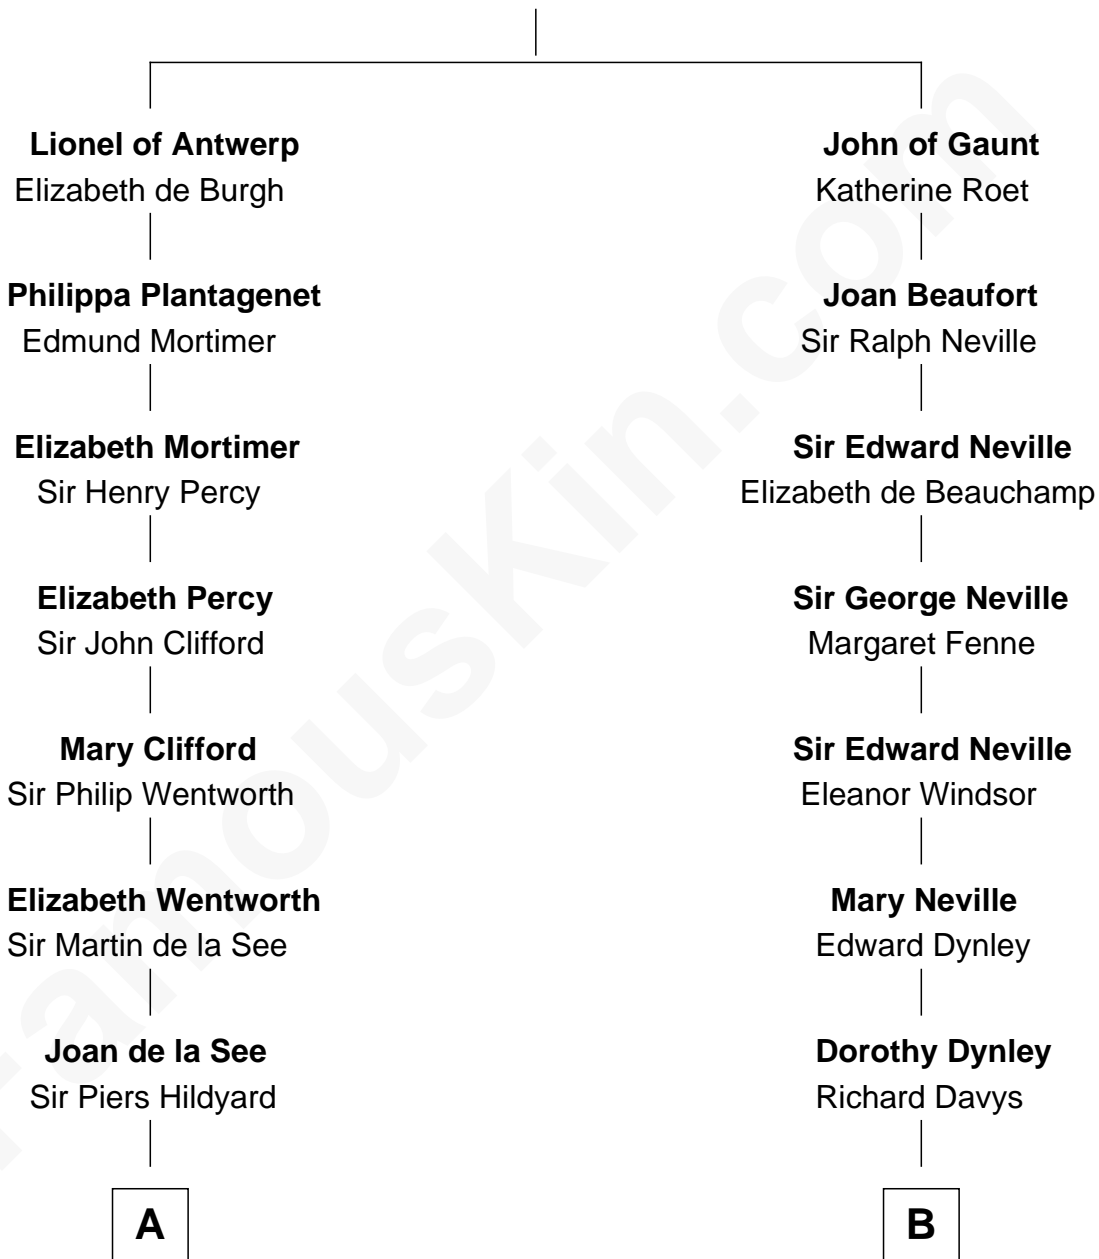 Lionel of Antwerp
Elizabeth de Burgh
Philippa Plantagenet
Edmund Mortimer
Elizabeth Mortimer
Sir Henry Percy
Elizabeth Percy
Sir John Clifford
Mary Clifford
Sir Philip Wentworth
Elizabeth Wentworth
Sir Martin de la See
Joan de la See
Sir Piers Hildyard
A
John of Gaunt
Katherine Roet
Joan Beaufort
Sir Ralph Neville
Sir Edward Neville
Elizabeth de Beauchamp
Sir George Neville
Margaret Fenne
Sir Edward Neville
Eleanor Windsor
Mary Neville
Edward Dynley
Dorothy Dynley
Richard Davys
B
FamousKin.com